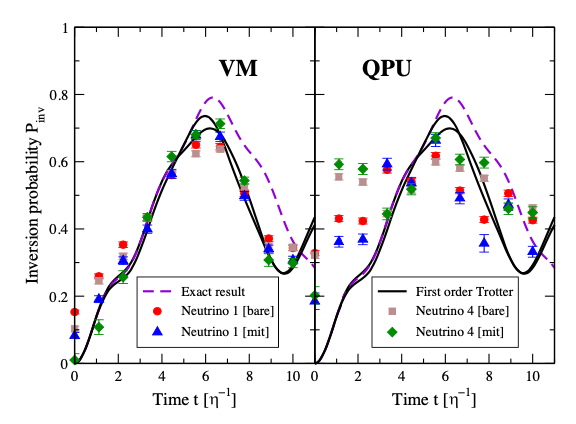 VM
QPU
Inversion probability P_inv
1
0.8
0.6
0.4
0.2
0
Exact result
Neutrino 1 [bare]
Neutrino 1 [mit]
First order Trotter
Neutrino 4 [bare]
Neutrino 4 [mit]
0 2 4 6 8 10
0 2 4 6 8 10
Time t [η⁻¹]
Time t [η⁻¹]